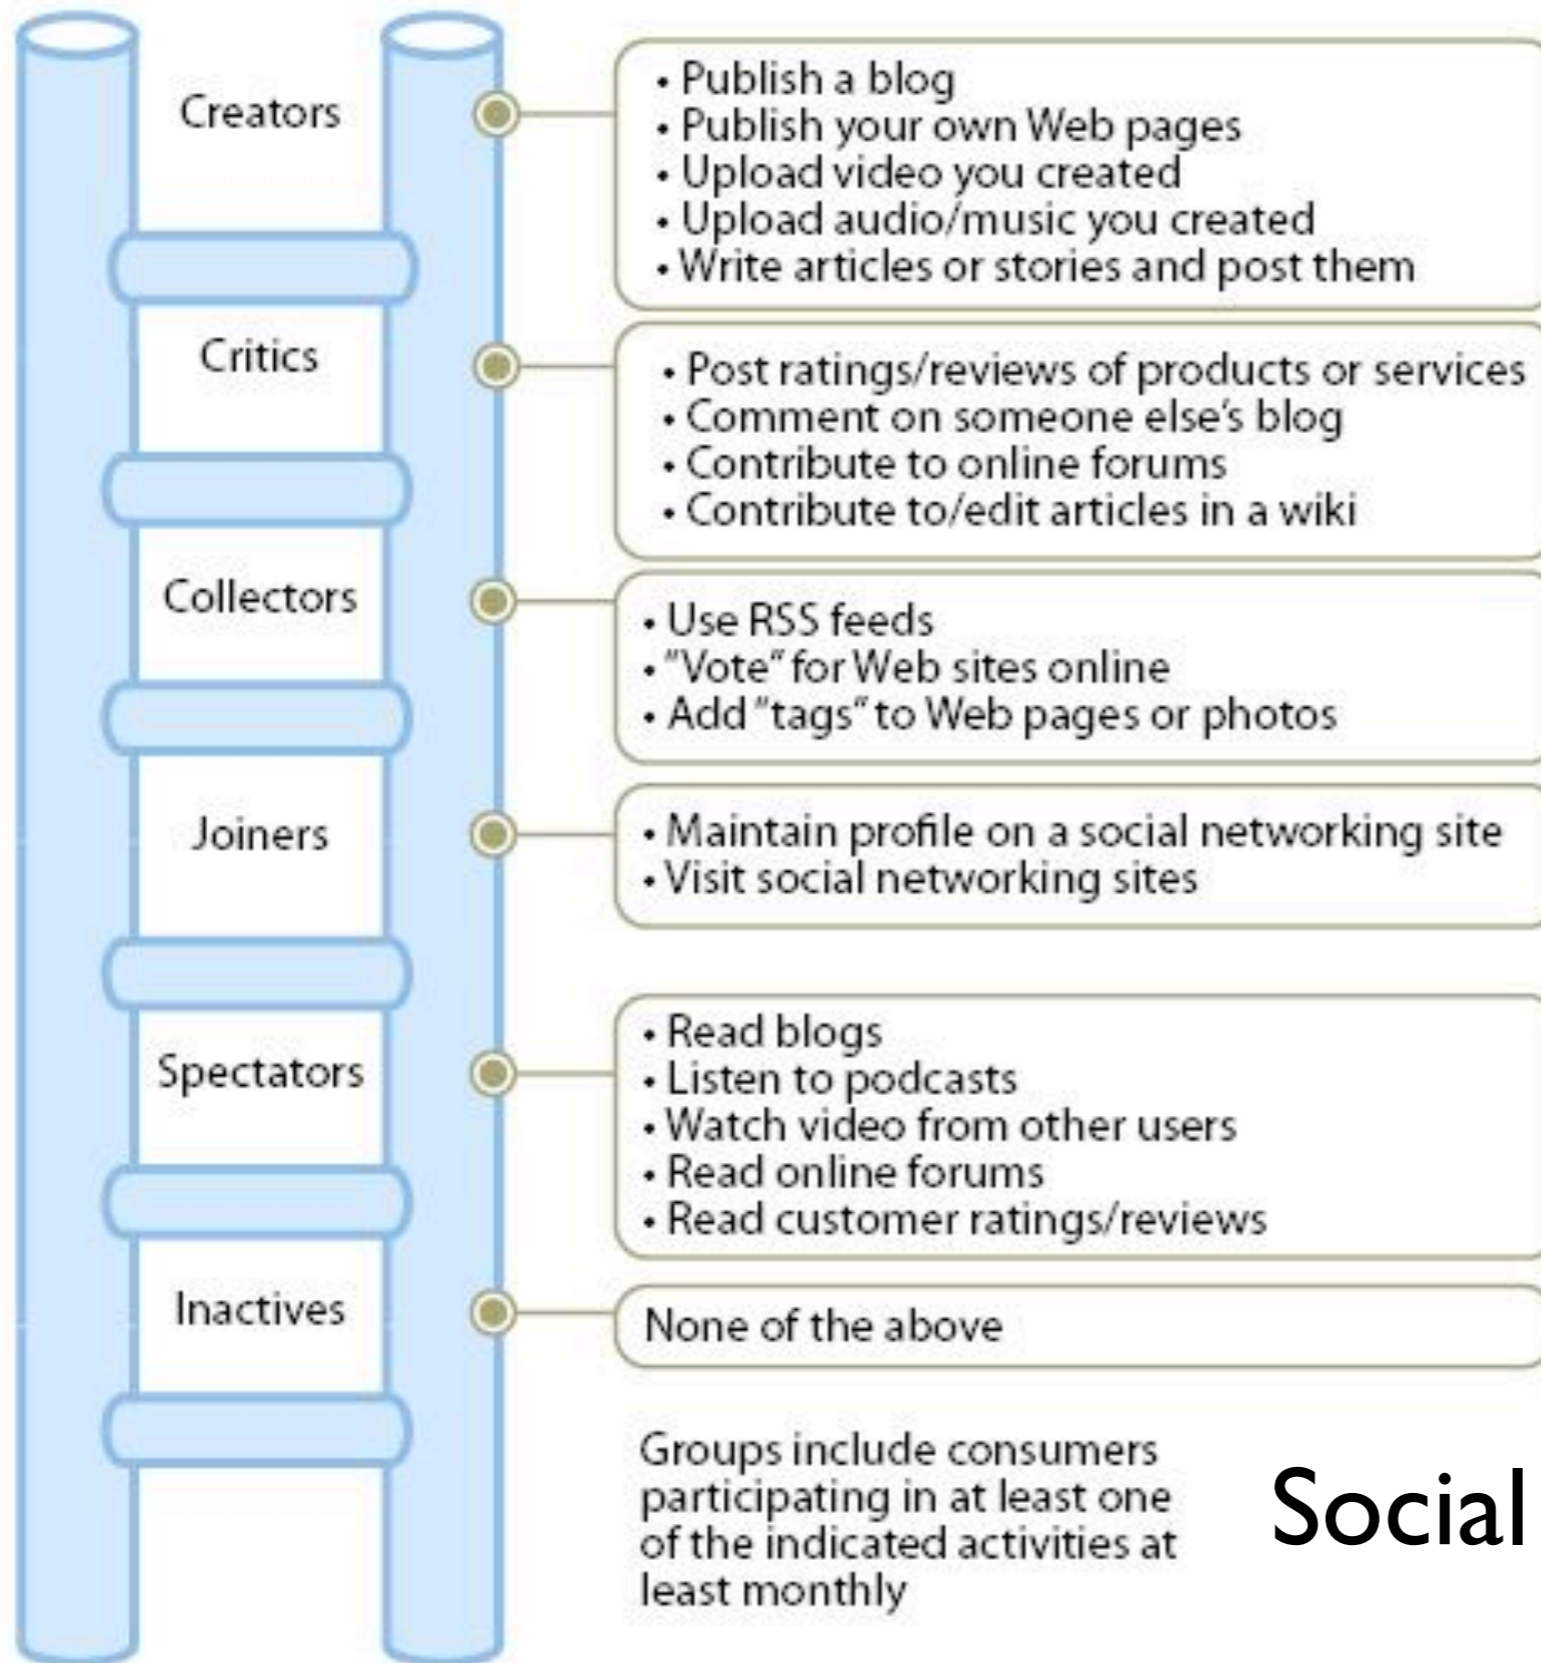 Creators
• Publish a blog
• Publish your own Web pages
• Upload video you created
• Upload audio/music you created
• Write articles or stories and post them
Critics
• Post ratings/reviews of products or services
• Comment on someone else's blog
• Contribute to online forums
• Contribute to/edit articles in a wiki
Collectors
• Use RSS feeds
• "Vote" for Web sites online
• Add "tags" to Web pages or photos
Joiners
• Maintain profile on a social networking site
• Visit social networking sites
Spectators
• Read blogs
• Listen to podcasts
• Watch video from other users
• Read online forums
• Read customer ratings/reviews
Inactives
None of the above
Groups include consumers
participating in at least one
of the indicated activities at
least monthly
Social